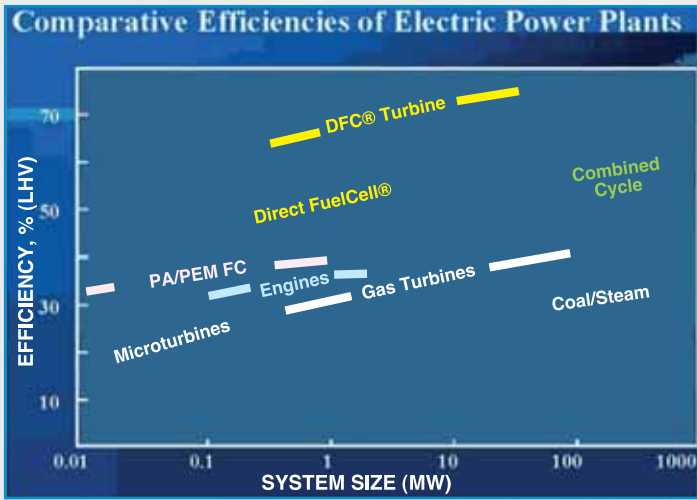 Comparative Efficiencies of Electric Power Plants
EFFICIENCY, % (LHV)
70
50
30
10
DFC® Turbine
Combined
Cycle
Direct FuelCell®
PA/PEM FC
Engines
Gas Turbines
Coal/Steam
Microturbines
0.01
0.1
1
10
100
1000
SYSTEM SIZE (MW)